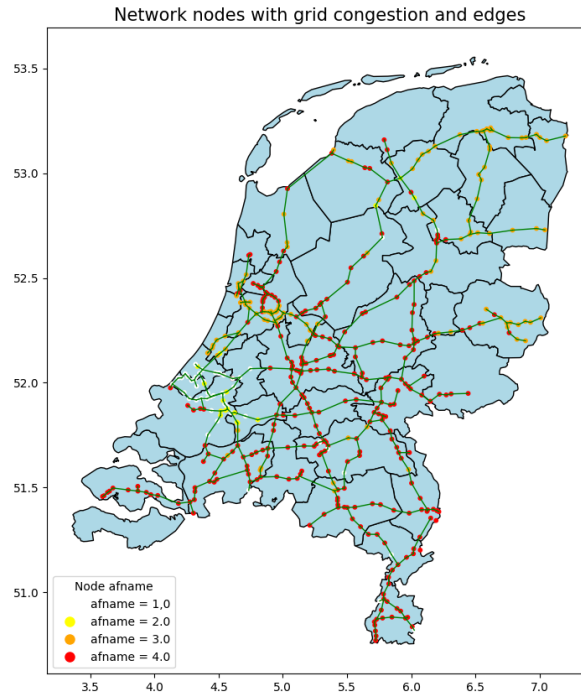 Network nodes with grid congestion and edges
53.5
53.0
52.5
52.0
51.5
51.0
Node afname
afname = 1,0
afname = 2.0
afname = 3.0
afname = 4.0
3.5 4.0 4.5 5.0 5.5 6.0 6.5 7.0